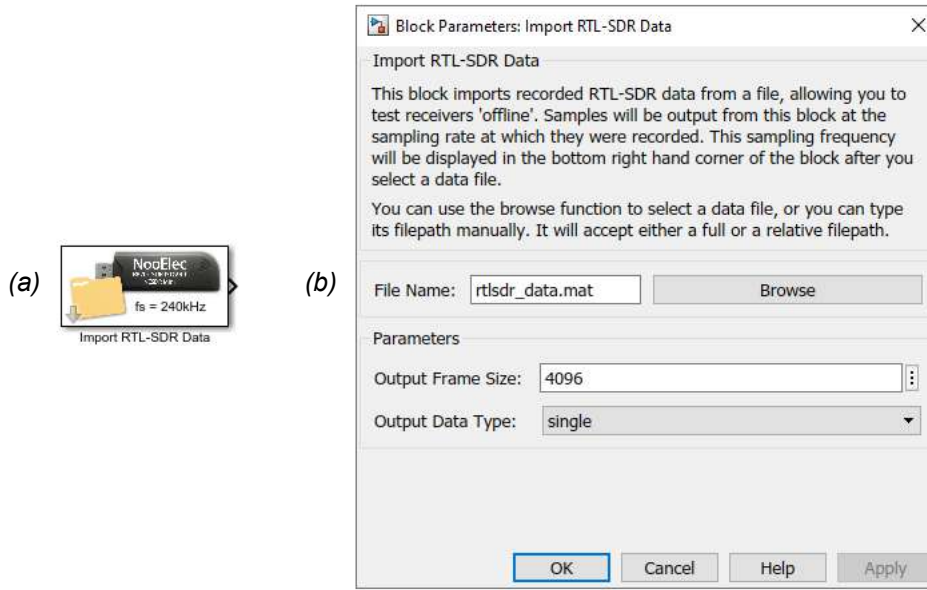 (a)
NooElec
fs = 240kHz
Import RTL-SDR Data
(b)
Block Parameters: Import RTL-SDR Data
Import RTL-SDR Data
This block imports recorded RTL-SDR data from a file, allowing you to
test receivers 'offline'. Samples will be output from this block at the
sampling rate at which they were recorded. This sampling frequency
will be displayed in the bottom right hand corner of the block after you
select a data file.
You can use the browse function to select a data file, or you can type
its filepath manually. It will accept either a full or a relative filepath.
File Name: rtlsdr_data.mat Browse
Parameters
Output Frame Size: 4096
Output Data Type: single
OK Cancel Help Apply